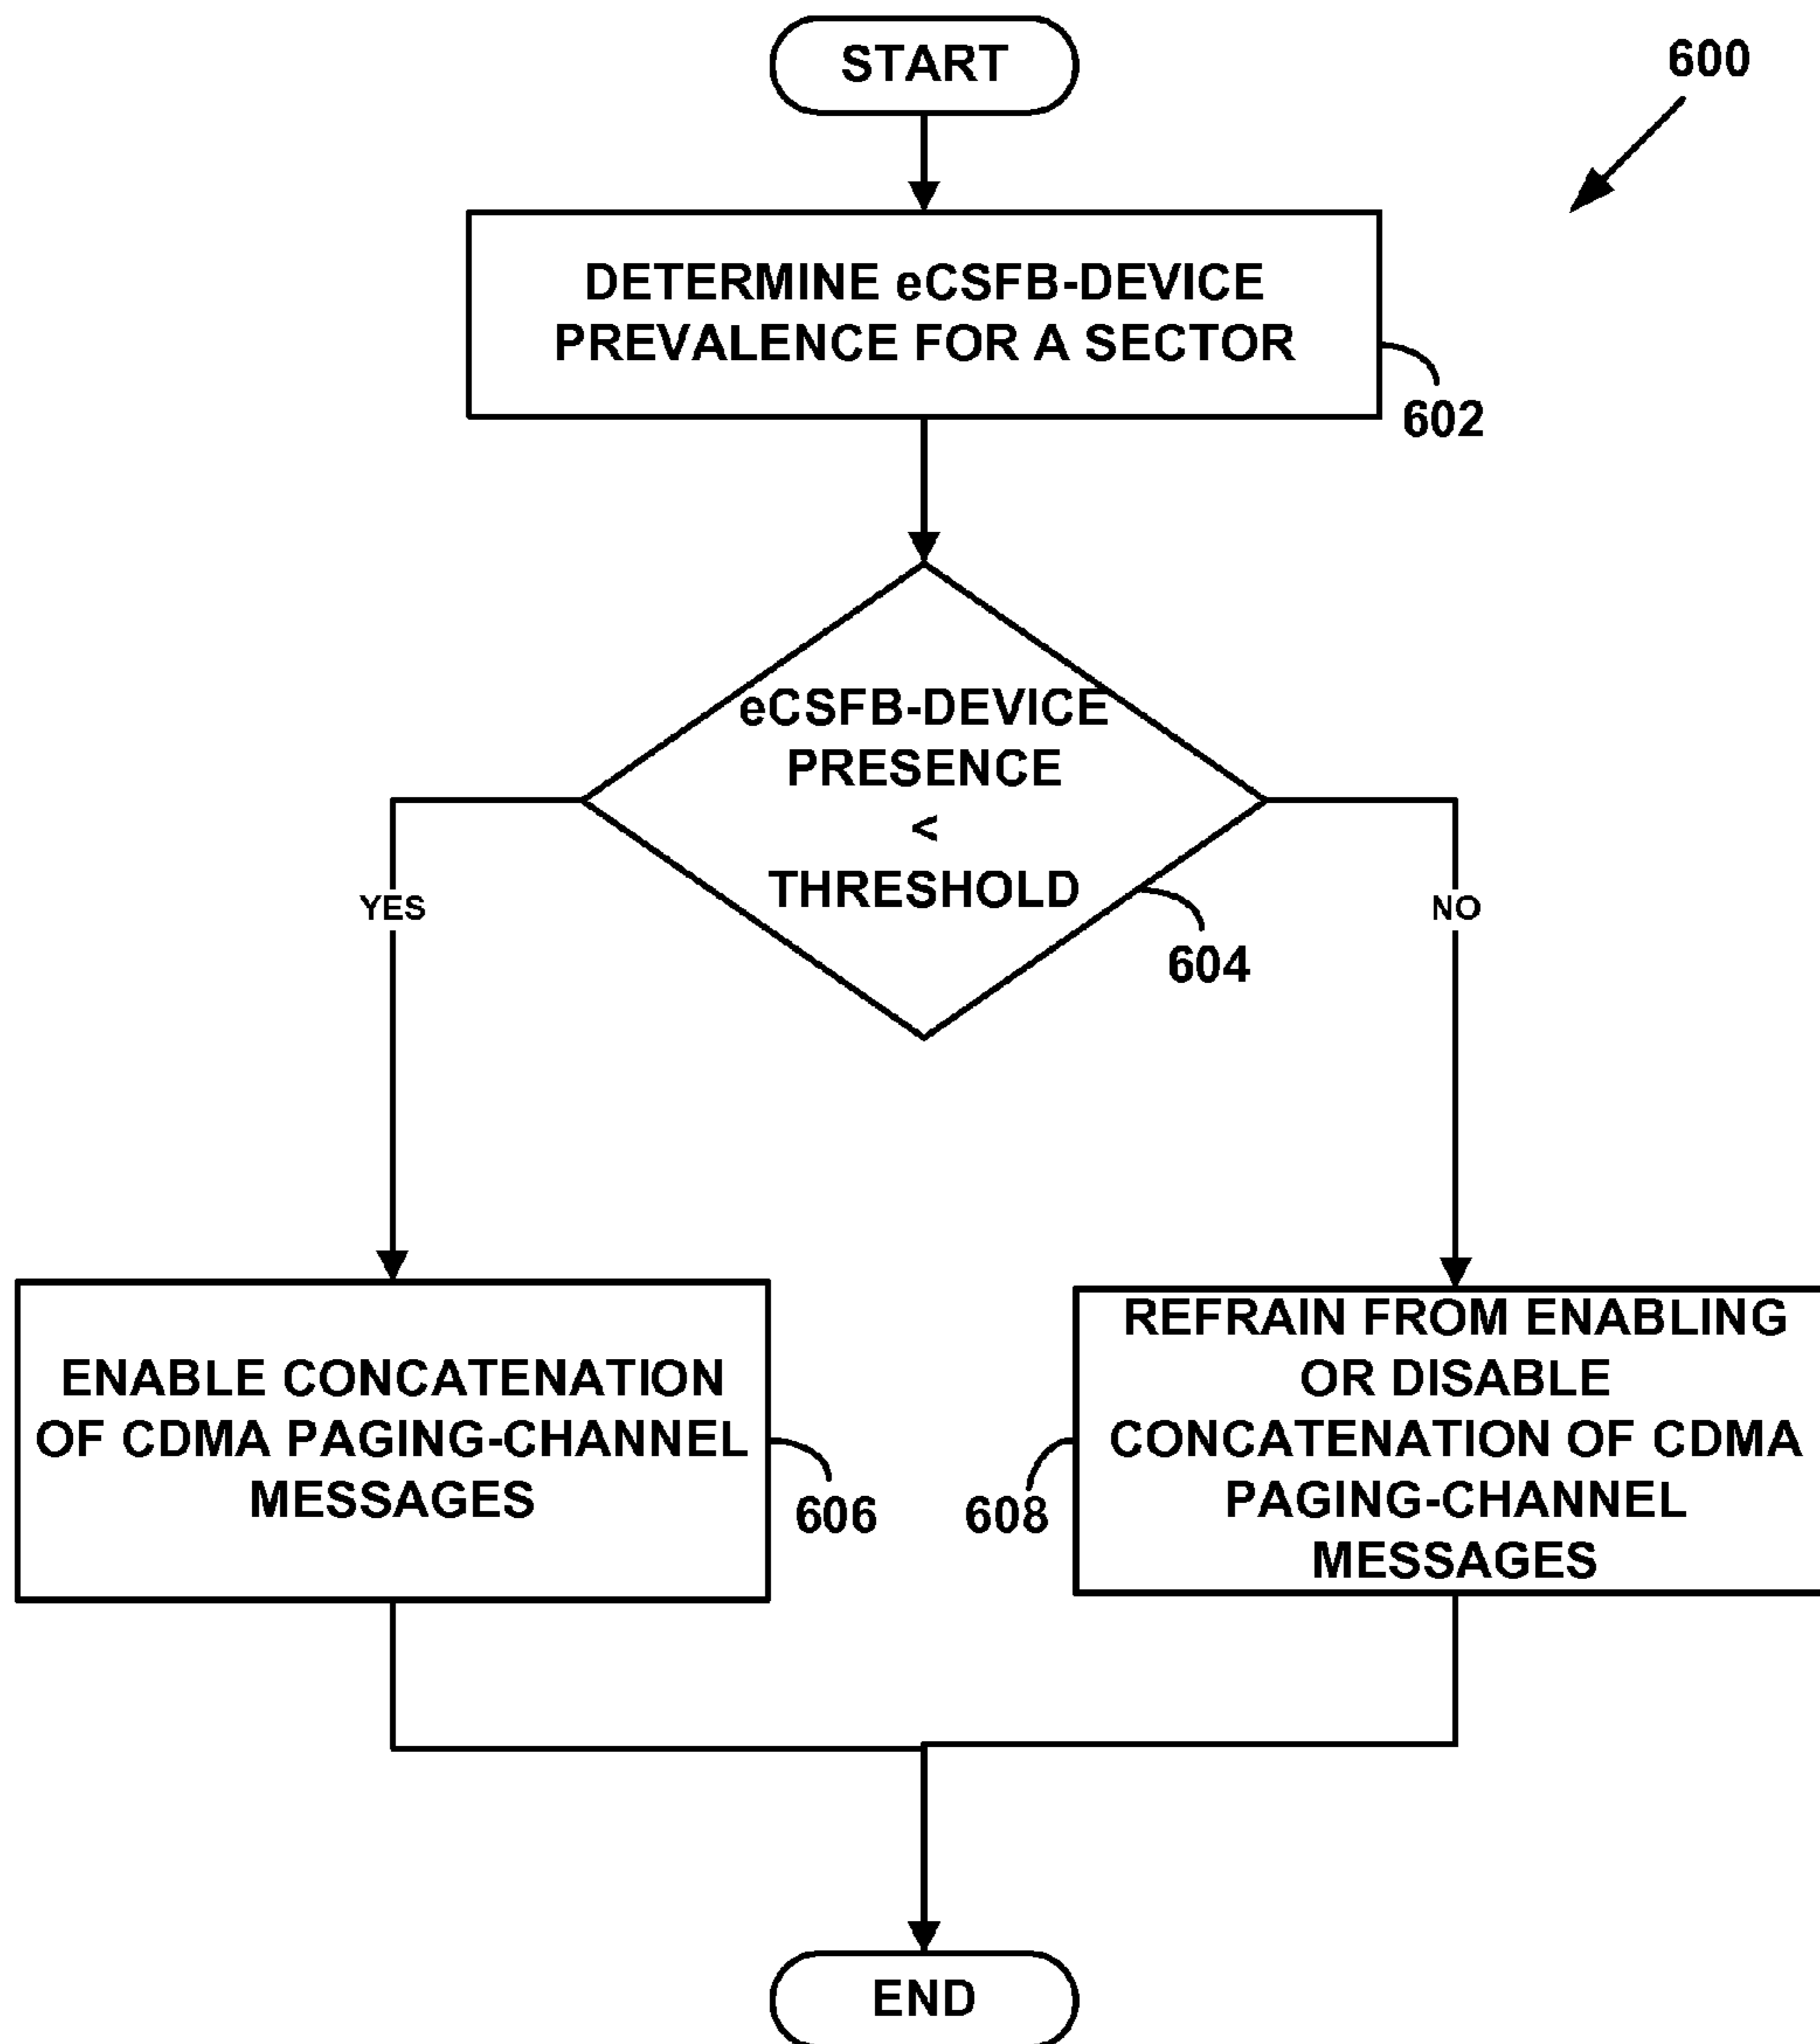 START
600
DETERMINE eCSFB-DEVICE
PREVALENCE FOR A SECTOR
602
eCSFB-DEVICE
PRESENCE
<
THRESHOLD
604
YES
NO
ENABLE CONCATENATION
OF CDMA PAGING-CHANNEL
MESSAGES
606
REFRAIN FROM ENABLING
OR DISABLE
CONCATENATION OF CDMA
PAGING-CHANNEL
MESSAGES
608
END